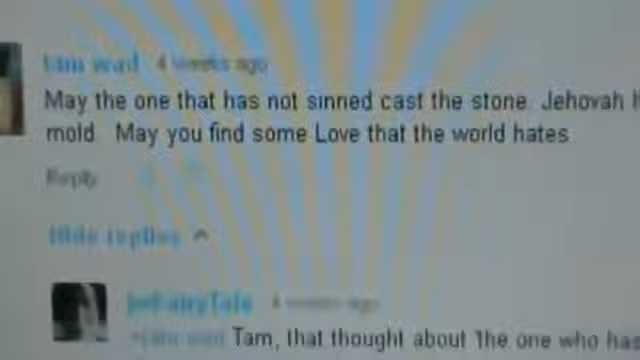 tam wad 4 weeks ago
May the one that has not sinned cast the stone. Jehovah
mold. May you find some Love that the world hates
Reply
Hide replies
4 weeks ago
Tam, that thought about 'the one who has